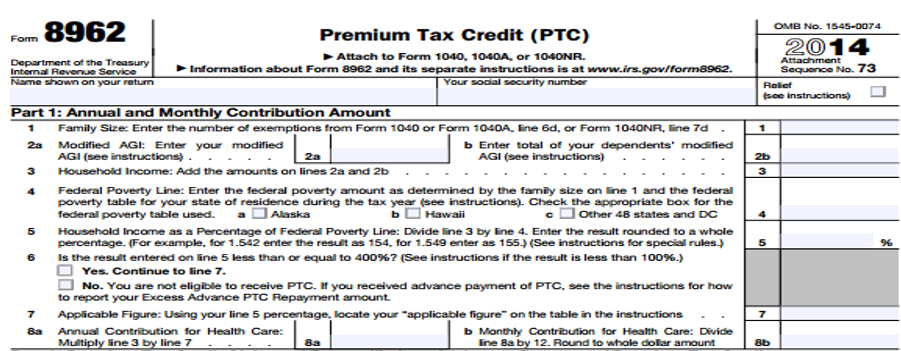 Form 8962
Department of the Treasury
Internal Revenue Service
Premium Tax Credit (PTC)
► Attach to Form 1040, 1040A, or 1040NR.
► Information about Form 8962 and its separate instructions is at www.irs.gov/form8962.
OMB No. 1545-0074
2014
Attachment
Sequence No. 73
Name shown on your return
Your social security number
Relief
(see instructions)
Part 1: Annual and Monthly Contribution Amount
1 Family Size: Enter the number of exemptions from Form 1040 or Form 1040A, line 6d, or Form 1040NR, line 7d . 1
2a Modified AGI: Enter your modified
AGI (see instructions) . . . . . 2a
b Enter total of your dependents' modified
AGI (see instructions) . . . . . . 2b
3 Household Income: Add the amounts on lines 2a and 2b . . . . . . . . . . . . . 3
4 Federal Poverty Line: Enter the federal poverty amount as determined by the family size on line 1 and the federal
poverty table for your state of residence during the tax year (see instructions). Check the appropriate box for the
federal poverty table used. a Alaska b Hawaii c Other 48 states and DC 4
5 Household Income as a Percentage of Federal Poverty Line: Divide line 3 by line 4. Enter the result rounded to a whole
percentage. (For example, for 1.542 enter the result as 154, for 1.549 enter as 155.) (See instructions for special rules.) 5 %
6 Is the result entered on line 5 less than or equal to 400%? (See instructions if the result is less than 100%.)
Yes. Continue to line 7.
No. You are not eligible to receive PTC. If you received advance payment of PTC, see the instructions for how
to report your Excess Advance PTC Repayment amount.
7 Applicable Figure: Using your line 5 percentage, locate your "applicable figure" on the table in the instructions . . 7
8a Annual Contribution for Health Care:
Multiply line 3 by line 7 . . . . 8a
b Monthly Contribution for Health Care: Divide
line 8a by 12. Round to whole dollar amount 8b